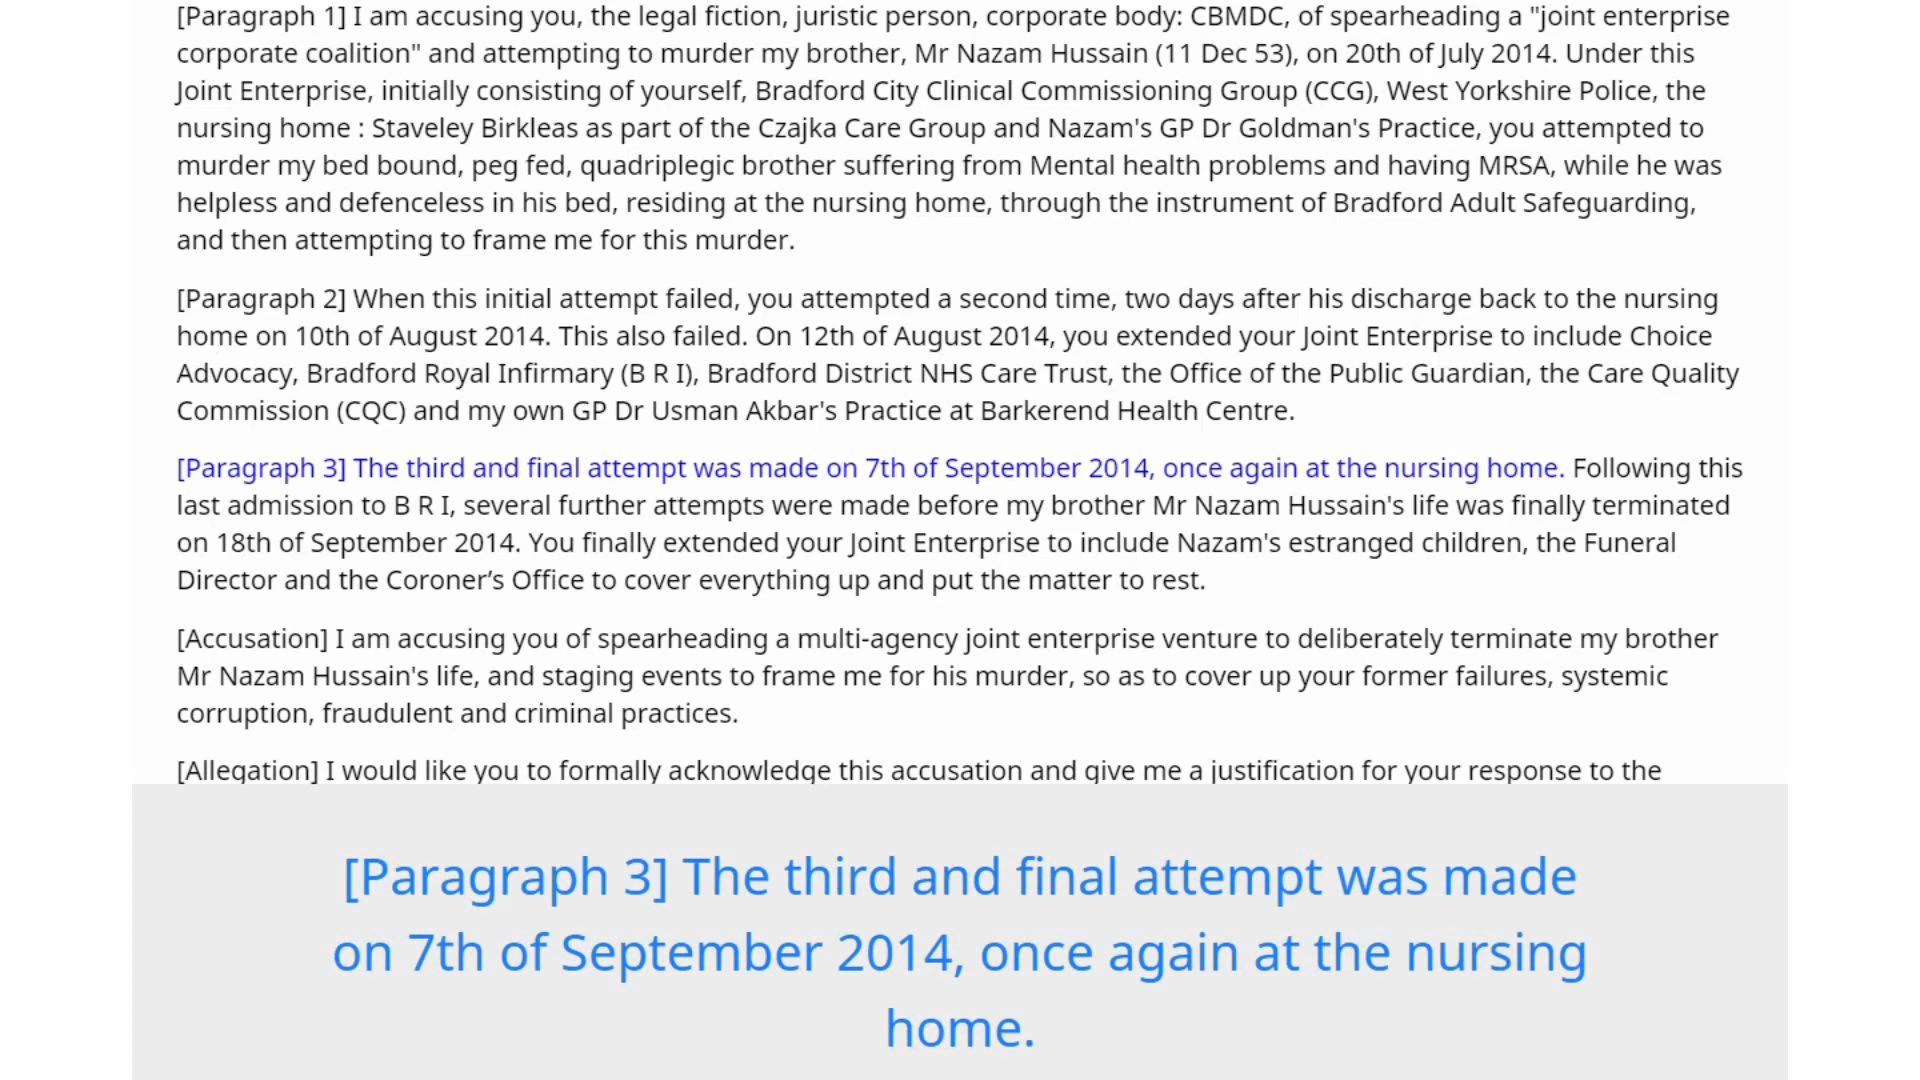 [Paragraph 1] I am accusing you, the legal fiction, juristic person, corporate body: CBMDC, of spearheading a "joint enterprise
corporate coalition" and attempting to murder my brother, Mr Nazam Hussain (11 Dec 53), on 20th of July 2014. Under this
Joint Enterprise, initially consisting of yourself, Bradford City Clinical Commissioning Group (CCG), West Yorkshire Police, the
nursing home : Staveley Birkleas as part of the Czajka Care Group and Nazam's GP Dr Goldman's Practice, you attempted to
murder my bed bound, peg fed, quadriplegic brother suffering from Mental health problems and having MRSA, while he was
helpless and defenceless in his bed, residing at the nursing home, through the instrument of Bradford Adult Safeguarding,
and then attempting to frame me for this murder.
[Paragraph 2] When this initial attempt failed, you attempted a second time, two days after his discharge back to the nursing
home on 10th of August 2014. This also failed. On 12th of August 2014, you extended your Joint Enterprise to include Choice
Advocacy, Bradford Royal Infirmary (B R I), Bradford District NHS Care Trust, the Office of the Public Guardian, the Care Quality
Commission (CQC) and my own GP Dr Usman Akbar's Practice at Barkerend Health Centre.
[Paragraph 3] The third and final attempt was made on 7th of September 2014, once again at the nursing home. Following this
last admission to B R I, several further attempts were made before my brother Mr Nazam Hussain's life was finally terminated
on 18th of September 2014. You finally extended your Joint Enterprise to include Nazam's estranged children, the Funeral
Director and the Coroner’s Office to cover everything up and put the matter to rest.
[Accusation] I am accusing you of spearheading a multi-agency joint enterprise venture to deliberately terminate my brother
Mr Nazam Hussain's life, and staging events to frame me for his murder, so as to cover up your former failures, systemic
corruption, fraudulent and criminal practices.
[Allegation] I would like you to formally acknowledge this accusation and give me a justification for your response to the
[Paragraph 3] The third and final attempt was made
on 7th of September 2014, once again at the nursing
home.